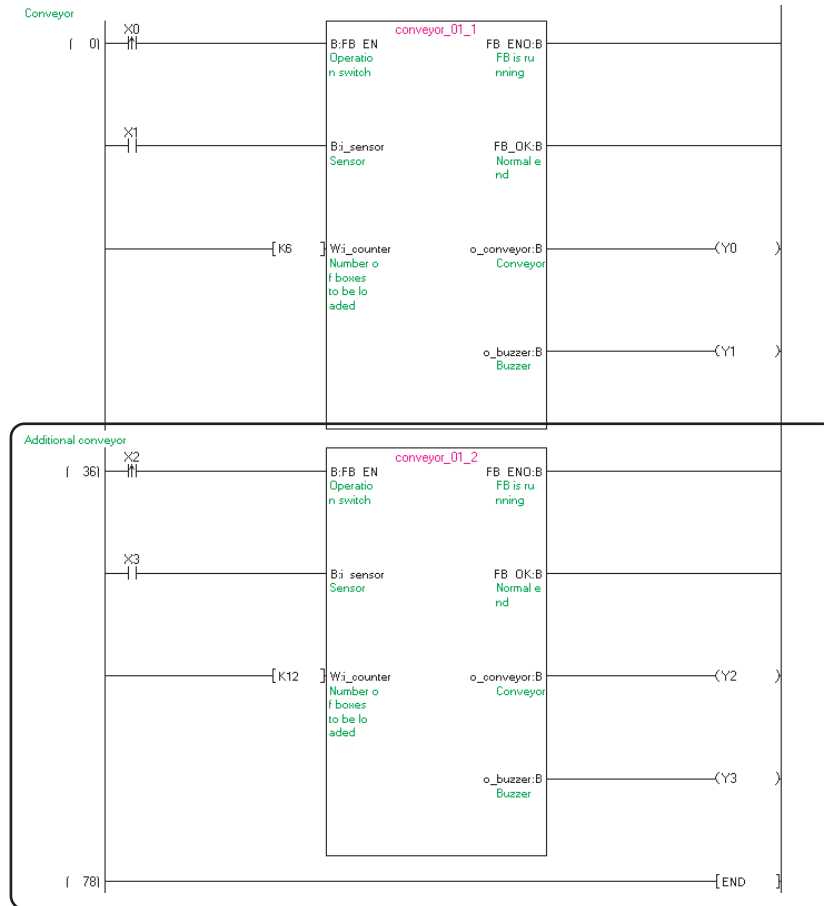 Conveyor
X0
conveyor_01_1
( 0)
B:FB_EN FB_ENO:B
Operatio FB is ru
n switch nning
X1
B:i_sensor FB_OK:B
Sensor Normal e
nd
[ K6 ] W:i_counter o_conveyor:B (Y0 )
Number o Conveyor
f boxes
to be lo
aded
o_buzzer:B (Y1 )
Buzzer
Additional conveyor
X2
conveyor_01_2
( 36)
B:FB_EN FB_ENO:B
Operatio FB is ru
n switch nning
X3
B:i_sensor FB_OK:B
Sensor Normal e
nd
[ K12 ] W:i_counter o_conveyor:B (Y2 )
Number o Conveyor
f boxes
to be lo
aded
o_buzzer:B (Y3 )
Buzzer
( 78) [ END ]